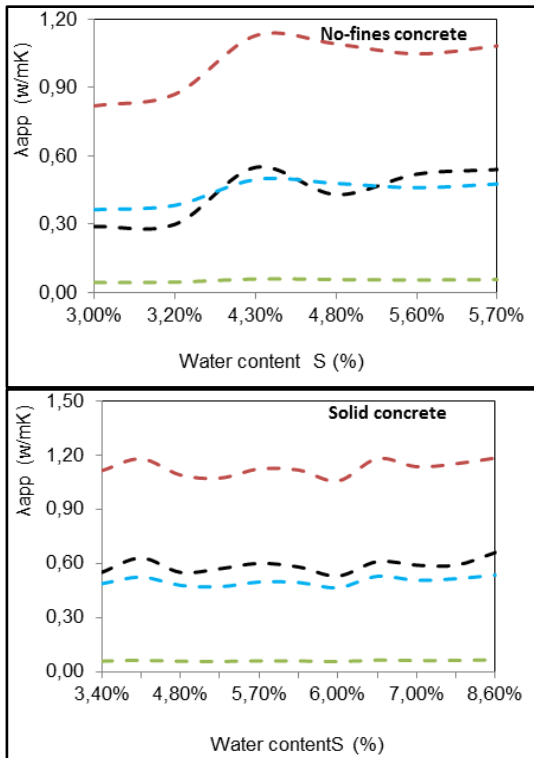 No-fines concrete
λapp (w/mK)
1,20
0,90
0,60
0,30
0,00
3,00% 3,20% 4,30% 4,80% 5,60% 5,70%
Water content S (%)
Solid concrete
λapp (w/mK)
1,50
1,20
0,90
0,60
0,30
0,00
3,40% 4,80% 5,70% 6,00% 7,00% 8,60%
Water contentS (%)